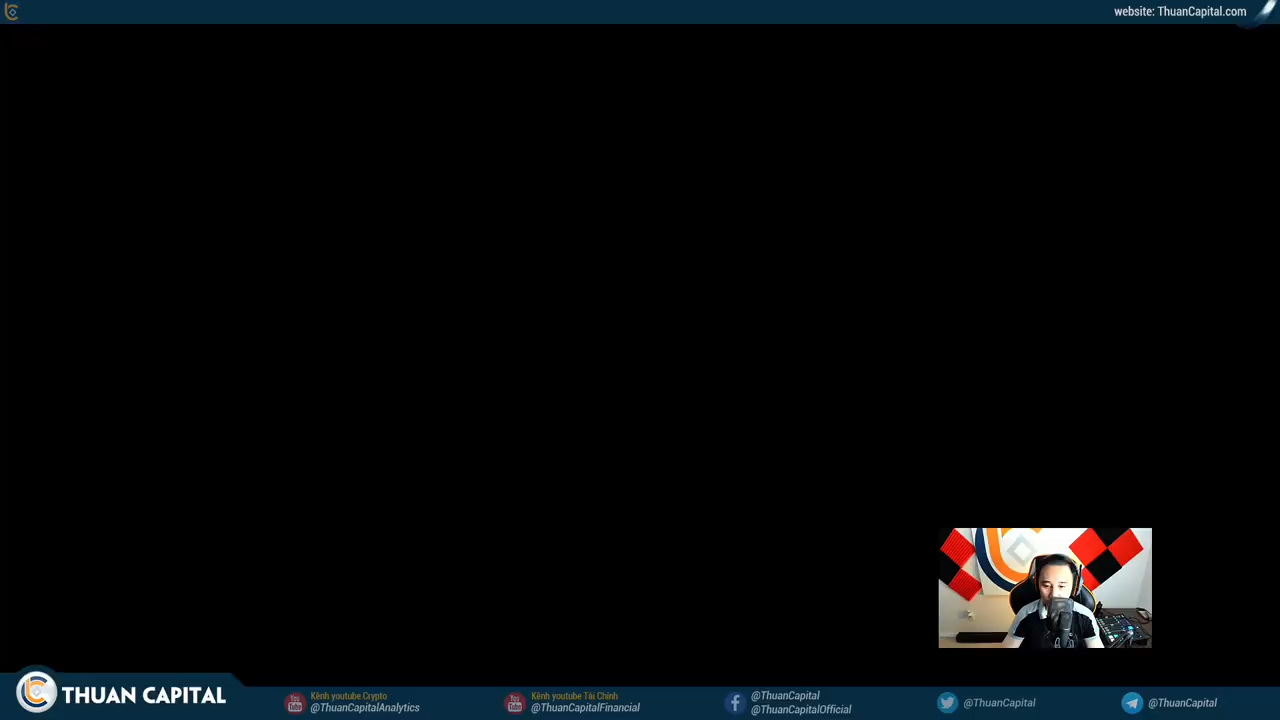 website: ThuanCapital.com
THUAN CAPITAL
Kênh youtube Crypto
@ThuanCapitalAnalytics
Kênh youtube Tài Chính
@ThuanCapitalFinancial
@ThuanCapital
@ThuanCapitalOfficial
@ThuanCapital
@ThuanCapital